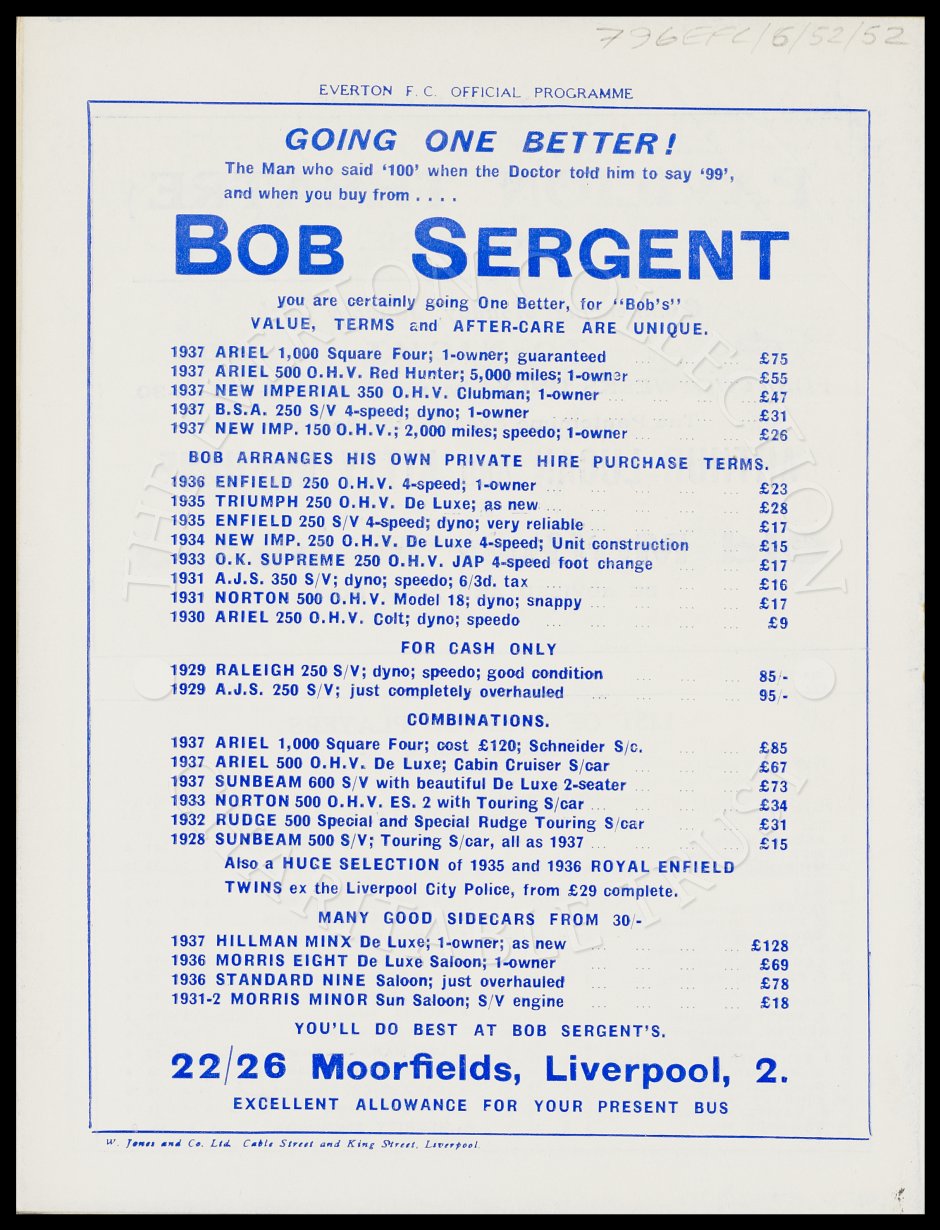 796EFC/6/52/52
EVERTON F. C. OFFICIAL PROGRAMME
GOING ONE BETTER!
The Man who said '100' when the Doctor told him to say '99',
and when you buy from . . . .
BOB SERGENT
you are certainly going One Better, for "Bob's"
VALUE, TERMS and AFTER-CARE ARE UNIQUE.
1937 ARIEL 1,000 Square Four; 1-owner; guaranteed ... ... ... £75
1937 ARIEL 500 O.H.V. Red Hunter; 5,000 miles; 1-owner ... ... ... £55
1937 NEW IMPERIAL 350 O.H.V. Clubman; 1-owner ... ... ... ... £47
1937 B.S.A. 250 S/V 4-speed; dyno; 1-owner ... ... ... ... £31
1937 NEW IMP. 150 O.H.V.; 2,000 miles; speedo; 1-owner ... ... ... £26
BOB ARRANGES HIS OWN PRIVATE HIRE PURCHASE TERMS.
1936 ENFIELD 250 O.H.V. 4-speed; 1-owner ... ... ... ... ... £23
1935 TRIUMPH 250 O.H.V. De Luxe; as new ... ... ... ... ... £28
1935 ENFIELD 250 S/V 4-speed; dyno; very reliable ... ... ... ... £17
1934 NEW IMP. 250 O.H.V. De Luxe 4-speed; Unit construction ... £15
1933 O.K. SUPREME 250 O.H.V. JAP 4-speed foot change ... ... £17
1931 A.J.S. 350 S/V; dyno; speedo; 6/3d. tax ... ... ... ... £16
1931 NORTON 500 O.H.V. Model 18; dyno; snappy ... ... ... ... £17
1930 ARIEL 250 O.H.V. Colt; dyno; speedo ... ... ... ... ... £9
FOR CASH ONLY
1929 RALEIGH 250 S/V; dyno; speedo; good condition ... ... ... 85/-
1929 A.J.S. 250 S/V; just completely overhauled ... ... ... ... 95/-
COMBINATIONS.
1937 ARIEL 1,000 Square Four; cost £120; Schneider S/c. ... ... £85
1937 ARIEL 500 O.H.V. De Luxe; Cabin Cruiser S/car ... ... ... £67
1937 SUNBEAM 600 S/V with beautiful De Luxe 2-seater ... ... ... £73
1933 NORTON 500 O.H.V. ES. 2 with Touring S/car ... ... ... ... £34
1932 RUDGE 500 Special and Special Rudge Touring S/car ... ... £31
1928 SUNBEAM 500 S/V; Touring S/car, all as 1937 ... ... ... ... £15
Also a HUGE SELECTION of 1935 and 1936 ROYAL ENFIELD
TWINS ex the Liverpool City Police, from £29 complete.
MANY GOOD SIDECARS FROM 30/-
1937 HILLMAN MINX De Luxe; 1-owner; as new ... ... ... ... £128
1936 MORRIS EIGHT De Luxe Saloon; 1-owner ... ... ... ... £69
1936 STANDARD NINE Saloon; just overhauled ... ... ... ... £78
1931-2 MORRIS MINOR Sun Saloon; S/V engine ... ... ... ... £18
YOU'LL DO BEST AT BOB SERGENT'S.
22/26 Moorfields, Liverpool, 2.
EXCELLENT ALLOWANCE FOR YOUR PRESENT BUS
W. Jones and Co. Ltd. Cable Street and King Street, Liverpool.
THE EVERTON COLLECTION
CHARITABLE TRUST